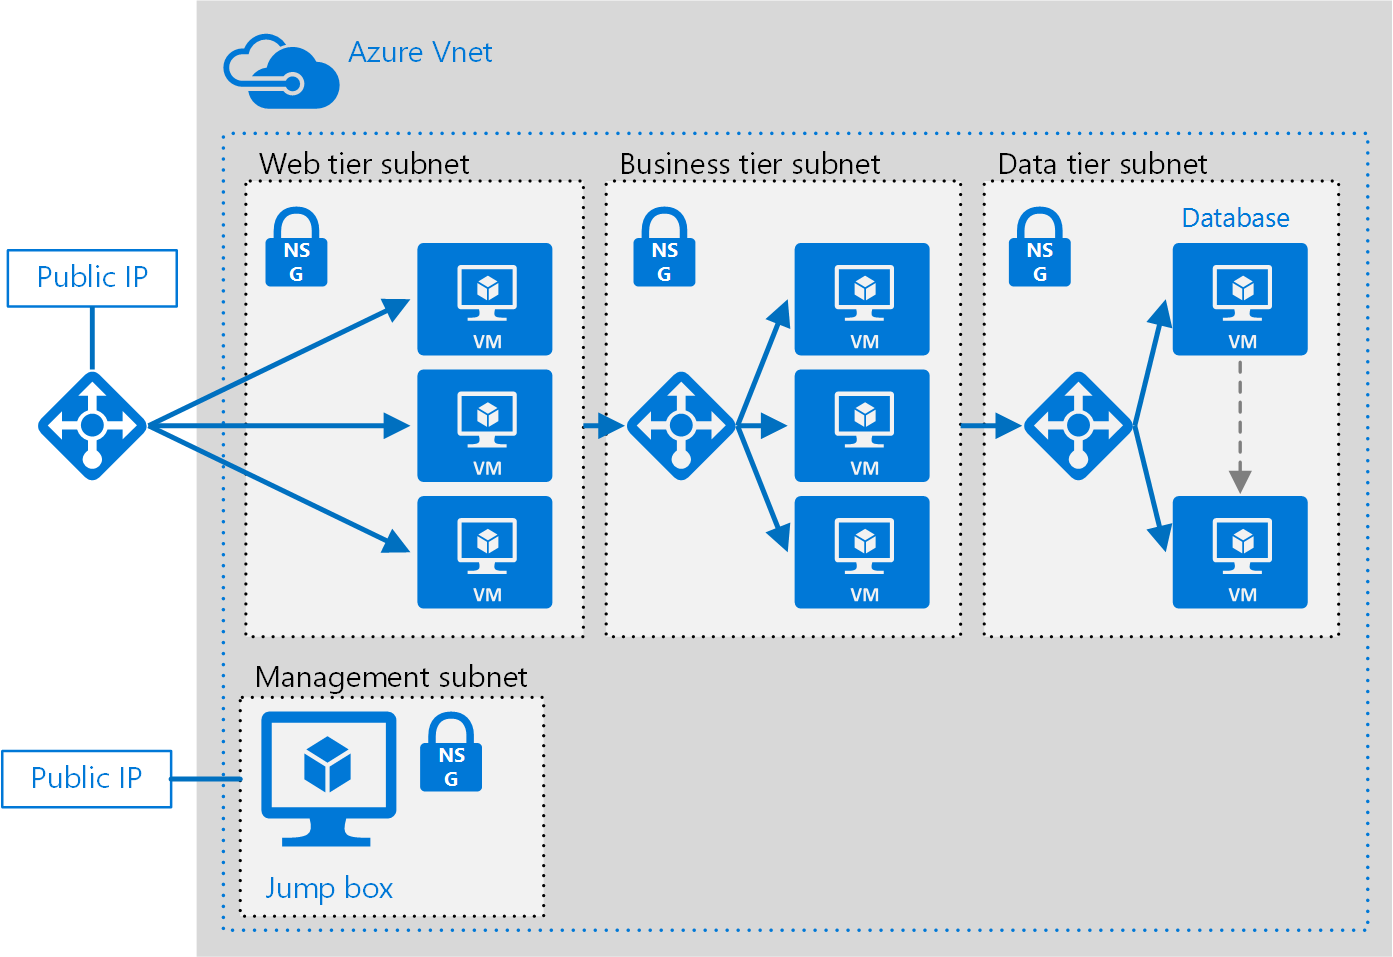 Azure Vnet
Web tier subnet
Business tier subnet
Data tier subnet
NS
G
NS
G
NS
G
Database
Public IP
VM
VM
VM
VM
VM
VM
VM
VM
Management subnet
NS
G
Public IP
Jump box